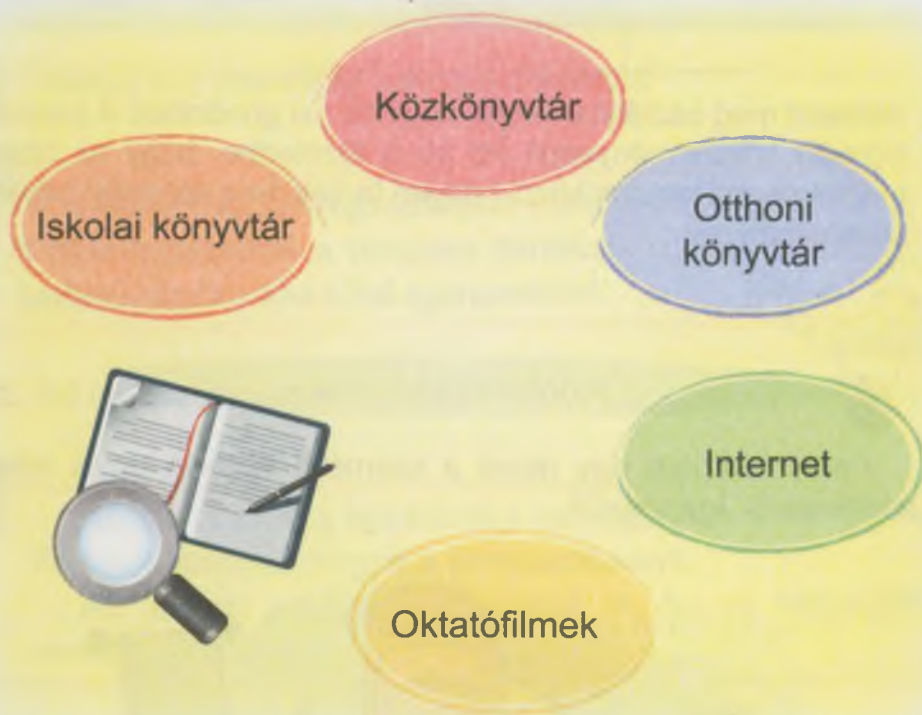 Közkönyvtár
Iskolai könyvtár
Otthoni
könyvtár
Internet
Oktatófilmek